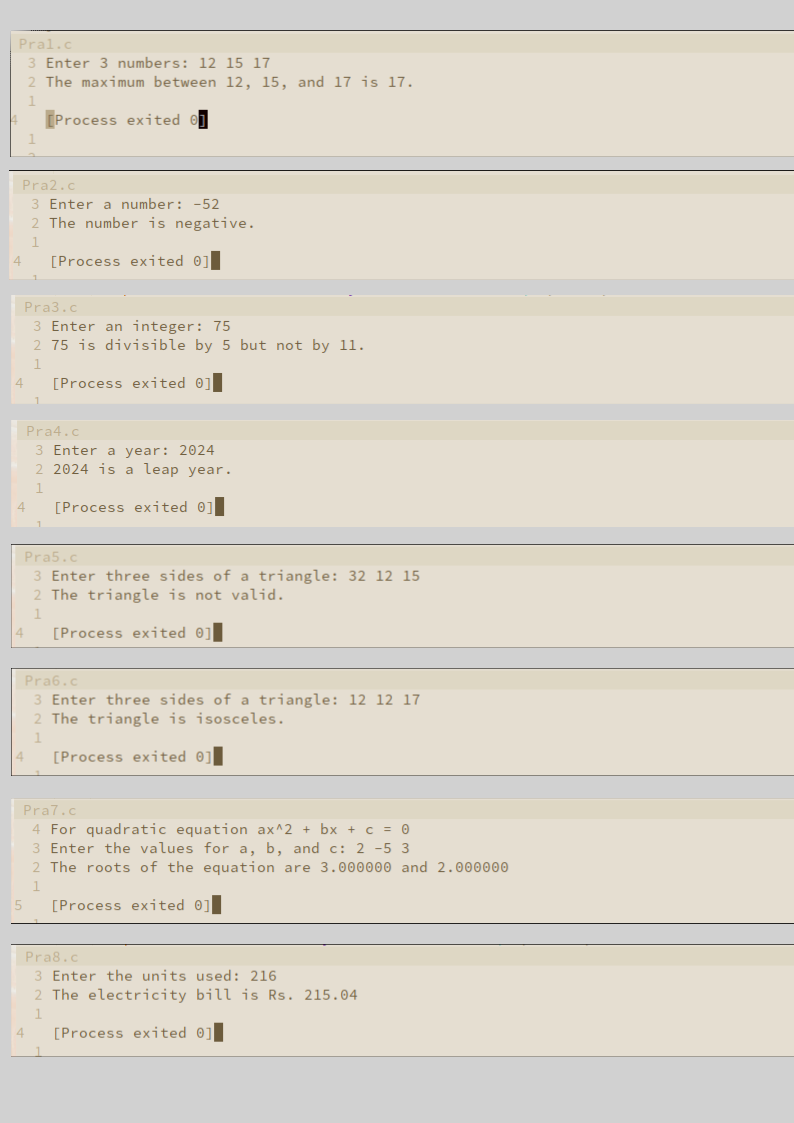 Pra1.c
3 Enter 3 numbers: 12 15 17
2 The maximum between 12, 15, and 17 is 17.
1
4 [Process exited 0]
1
Pra2.c
3 Enter a number: -52
2 The number is negative.
1
4 [Process exited 0]
1
Pra3.c
3 Enter an integer: 75
2 75 is divisible by 5 but not by 11.
1
4 [Process exited 0]
1
Pra4.c
3 Enter a year: 2024
2 2024 is a leap year.
1
4 [Process exited 0]
1
Pra5.c
3 Enter three sides of a triangle: 32 12 15
2 The triangle is not valid.
1
4 [Process exited 0]
Pra6.c
3 Enter three sides of a triangle: 12 12 17
2 The triangle is isosceles.
1
4 [Process exited 0]
1
Pra7.c
4 For quadratic equation ax^2 + bx + c = 0
3 Enter the values for a, b, and c: 2 -5 3
2 The roots of the equation are 3.000000 and 2.000000
1
5 [Process exited 0]
1
Pra8.c
3 Enter the units used: 216
2 The electricity bill is Rs. 215.04
1
4 [Process exited 0]
1